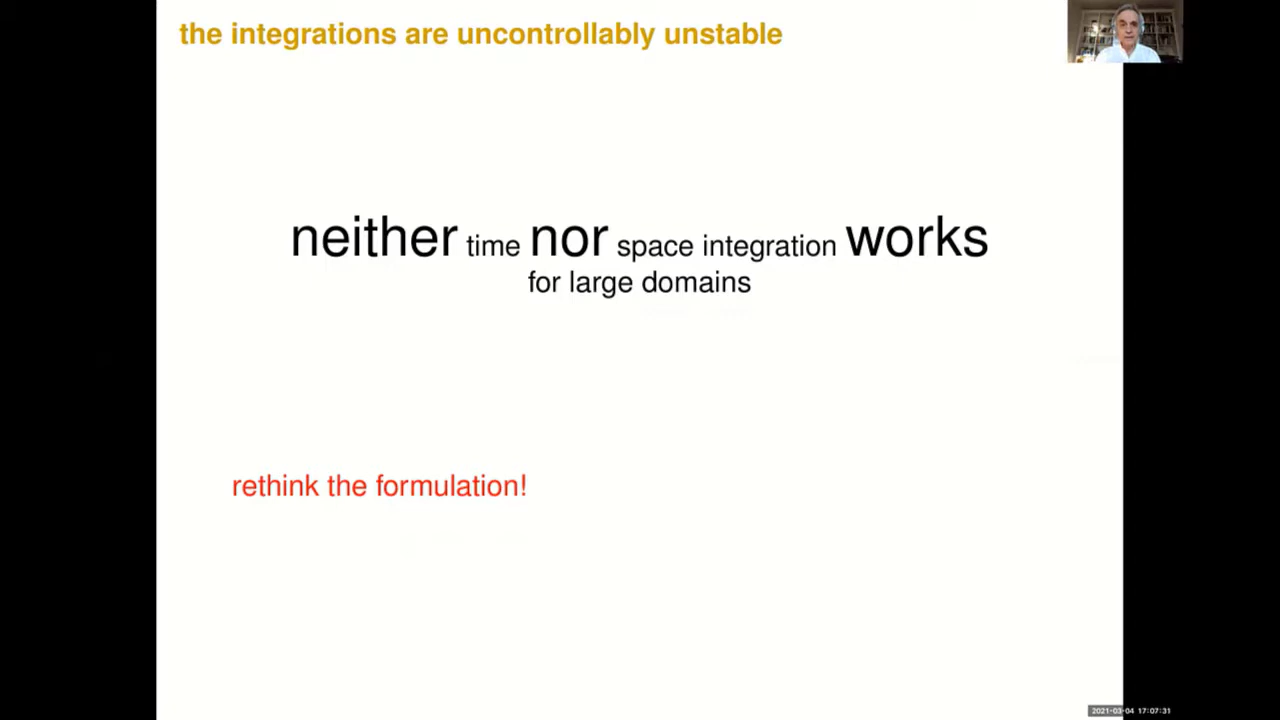 the integrations are uncontrollably unstable
neither time nor space integration works
for large domains
rethink the formulation!
2021-03-04 17:07:31